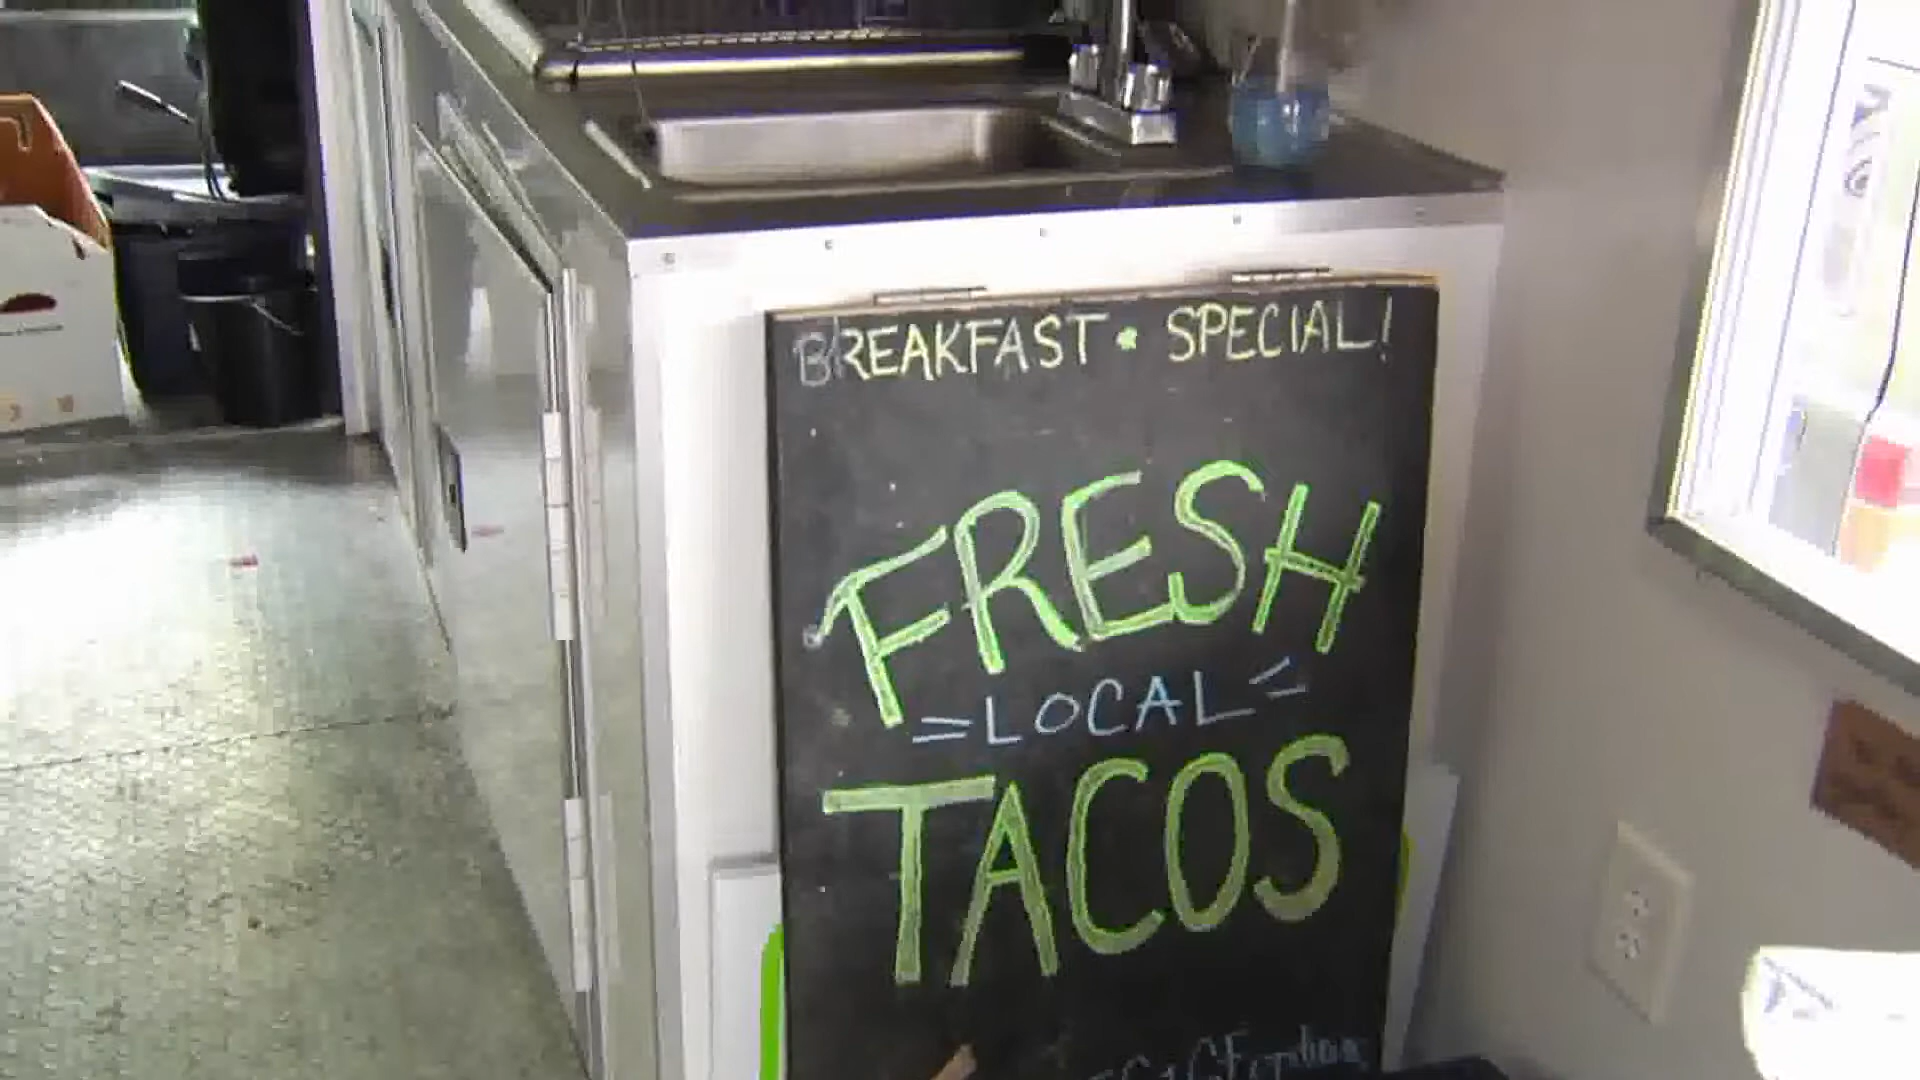 BREAKFAST • SPECIAL!
FRESH
=LOCAL=
TACOS